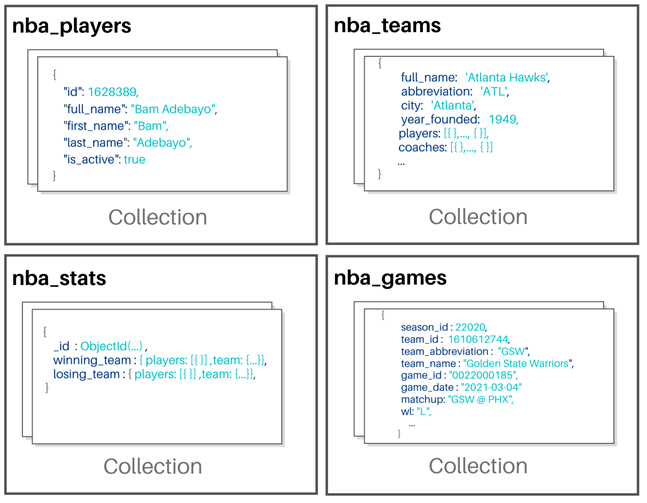 nba_players
{
"id": 1628389,
"full_name": "Bam Adebayo",
"first_name": "Bam",
"last_name": "Adebayo",
"is_active": true
}
Collection
nba_teams
{
full_name: 'Atlanta Hawks',
abbreviation: 'ATL',
city: 'Atlanta',
year_founded: 1949,
players: [{ },..., { }],
coaches: [{ },..., { }]
...
}
Collection
nba_stats
{
_id : ObjectId(...) ,
winning_team : { players: [{ }] ,team: {...}},
losing_team : { players: [{ }] ,team: {...}},
}
Collection
nba_games
{
season_id : 22020,
team_id : 1610612744,
team_abbreviation : "GSW",
team_name : "Golden State Warriors",
game_id : "0022000185",
game_date : "2021-03-04"
matchup: "GSW @ PHX",
wl: "L",
...
}
Collection